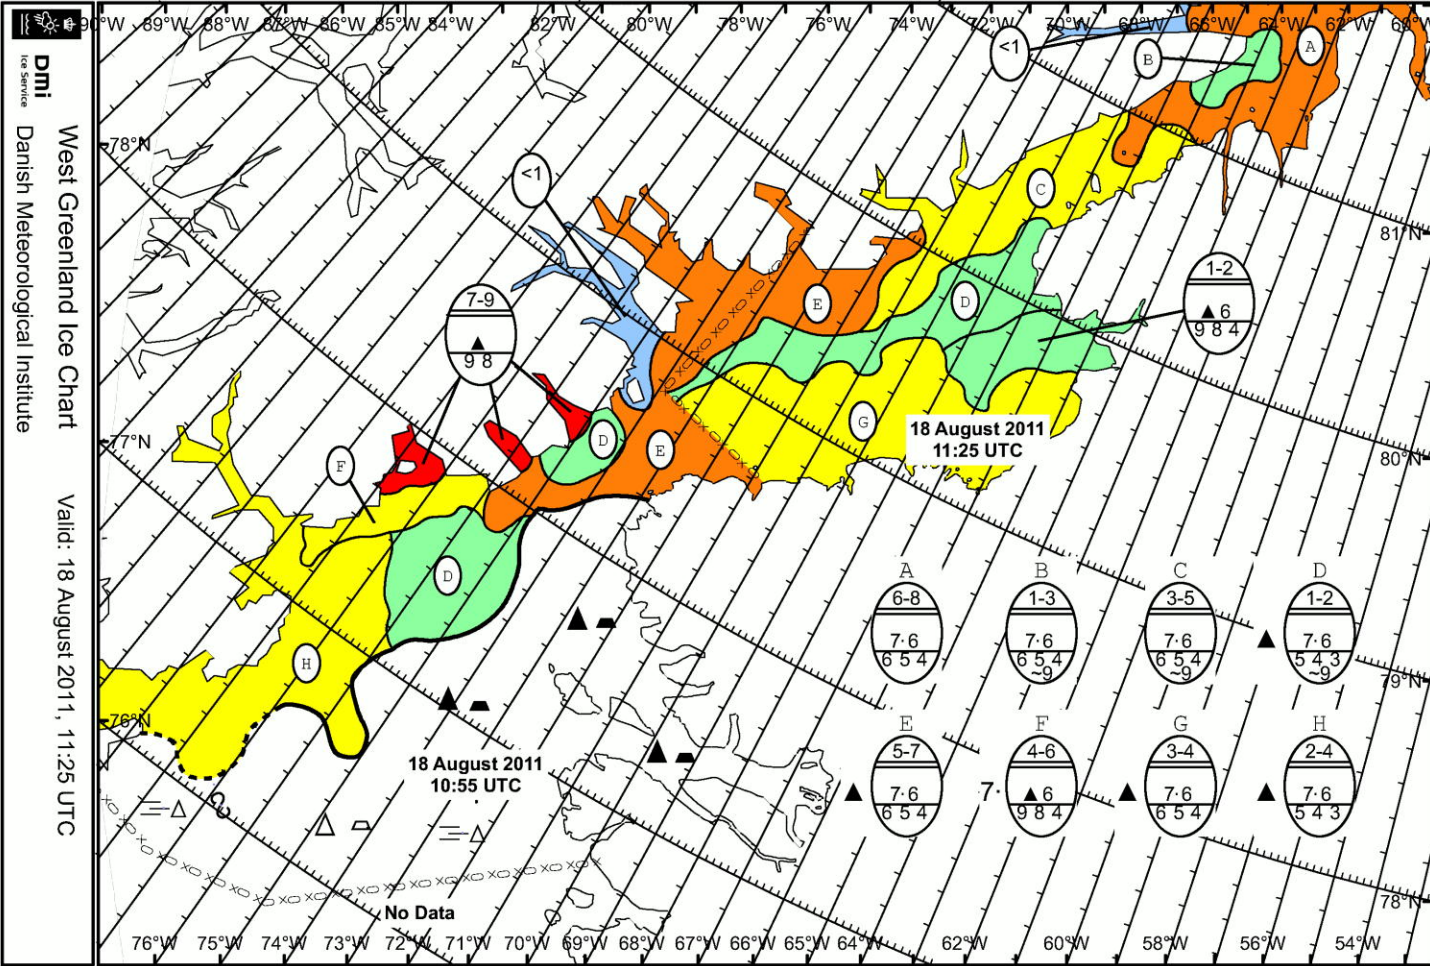 DMi
Ice Service
West Greenland Ice Chart
Danish Meteorological Institute
Valid: 18 August 2011, 11:25 UTC
90°W 89°W 88°W 87°W 86°W 85°W 84°W 83°W 82°W 80°W 78°W 76°W 74°W 72°W 70°W 68°W 66°W 64°W 62°W 60°W
<1
B
A
78°N
<1
C
81°N
1-2
▲ 6
9 8 4
7-9
▲
9 8
E
D
77°N
F
D
E
G
18 August 2011
11:25 UTC
80°N
D
A
6-8
7· 6
6 5 4
B
1-3
7· 6
6 5 4
~9
C
3-5
7· 6
6 5 4
~9
D
1-2
▲ 7· 6
5 4 3
~9
H
79°N
76°N
E
5-7
▲ 7· 6
6 5 4
F
4-6
7· ▲ 6
9 8 4
G
3-4
▲ 7· 6
6 5 4
H
2-4
▲ 7· 6
5 4 3
18 August 2011
10:55 UTC
No Data
78°N
76°W 75°W 74°W 73°W 72°W 71°W 70°W 69°W 68°W 67°W 66°W 65°W 64°W 62°W 60°W 58°W 56°W 54°W